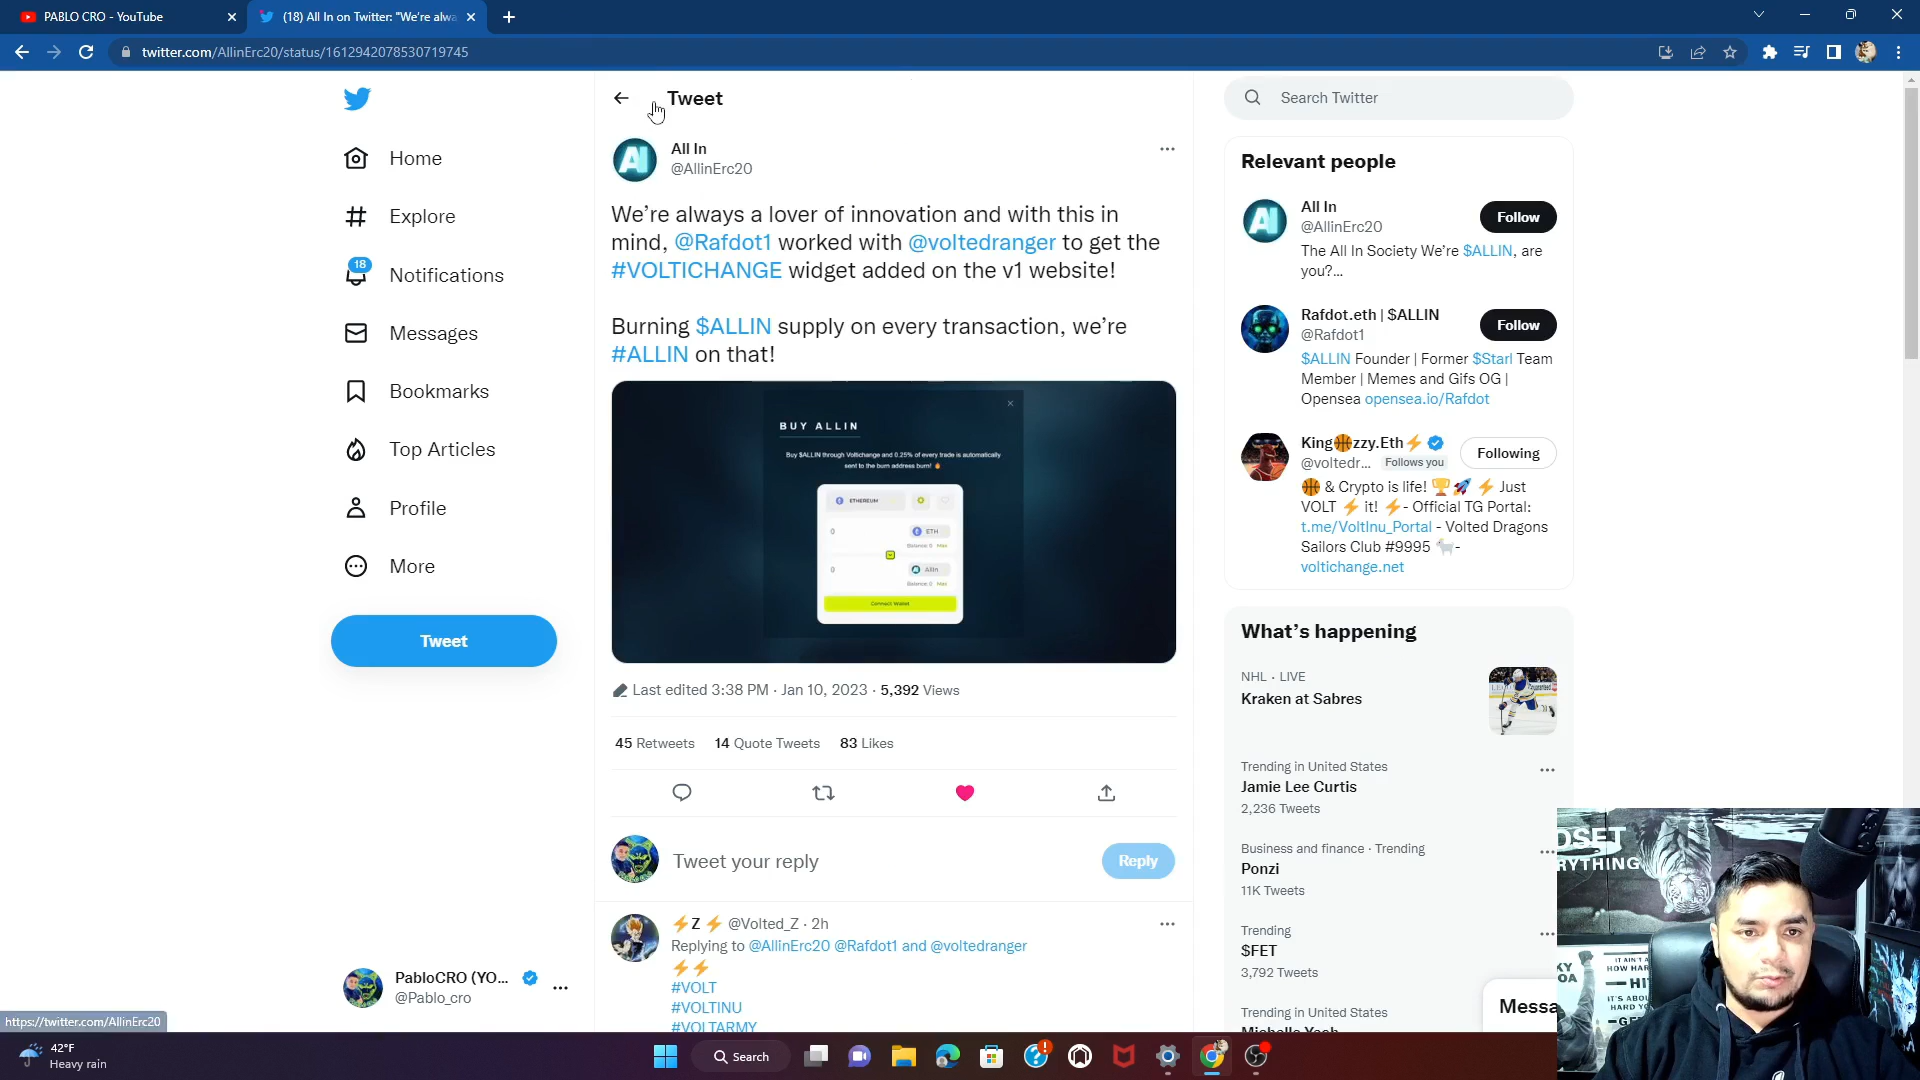 PABLO CRO - YouTube
(18) All In on Twitter: "We're alwa
twitter.com/AllinErc20/status/1612942078530719745
Home
Explore
18
Notifications
Messages
Bookmarks
Top Articles
Profile
More
Tweet
PabloCRO (YO...
@Pablo_cro
https://twitter.com/AllinErc20
Tweet
All In
@AllinErc20
We're always a lover of innovation and with this in
mind, @Rafdot1 worked with @voltedranger to get the
#VOLTICHANGE widget added on the v1 website!
Burning $ALLIN supply on every transaction, we're
#ALLIN on that!
BUY ALLIN
Buy $ALLIN through Voltichange and 0.25% of every trade is automatically
sent to the burn address burn! 🔥
ETHEREUM
0
ETH
Balance: 0 Max
0
Allin
Balance: 0 Max
Connect Wallet
Last edited 3:38 PM · Jan 10, 2023 · 5,392 Views
45 Retweets 14 Quote Tweets 83 Likes
Tweet your reply
Reply
⚡Z⚡ @Volted_Z · 2h
Replying to @AllinErc20 @Rafdot1 and @voltedranger
⚡⚡
#VOLT
#VOLTINU
#VOLTARMY
Search Twitter
Relevant people
All In
@AllinErc20
Follow
The All In Society We're $ALLIN, are
you?...
Rafdot.eth | $ALLIN
@Rafdot1
Follow
$ALLIN Founder | Former $Starl Team
Member | Memes and Gifs OG |
Opensea opensea.io/Rafdot
King🏀zzy.Eth⚡
@voltedr... Follows you
Following
🏀 & Crypto is life! 🏆🚀 ⚡ Just
VOLT ⚡ it! ⚡- Official TG Portal:
t.me/VoltInu_Portal - Volted Dragons
Sailors Club #9995 🐐-
voltichange.net
What's happening
NHL · LIVE
Kraken at Sabres
Trending in United States
Jamie Lee Curtis
2,236 Tweets
Business and finance · Trending
Ponzi
11K Tweets
Trending
$FET
3,792 Tweets
Trending in United States
Michelle Yeoh
Messa
42°F
Heavy rain
Search